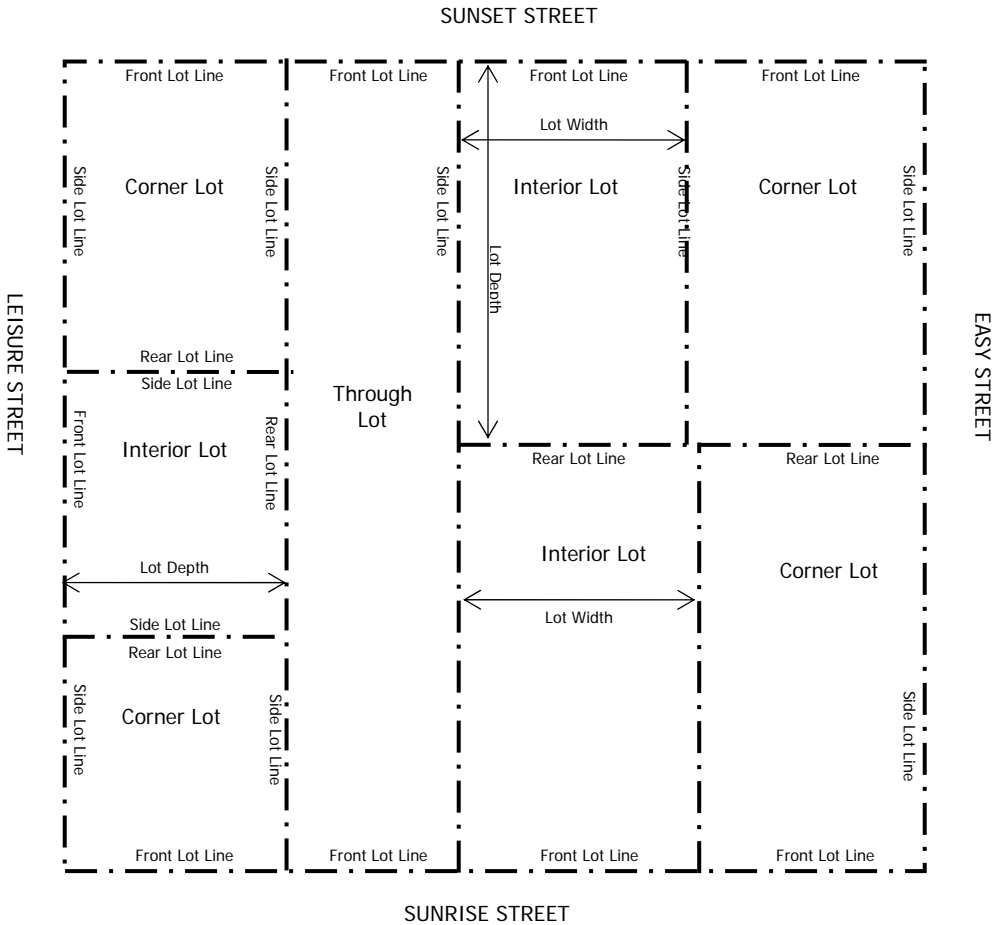 SUNSET STREET
Front Lot Line
Front Lot Line
Front Lot Line
Front Lot Line
Lot Width
Side Lot Line
Corner Lot
Side Lot Line
Side Lot Line
Interior Lot
Side Lot Line
Corner Lot
Side Lot Line
Lot Depth
LEISURE STREET
EASY STREET
Rear Lot Line
Side Lot Line
Through
Lot
Front Lot Line
Interior Lot
Rear Lot Line
Rear Lot Line
Rear Lot Line
Interior Lot
Corner Lot
Lot Depth
Lot Width
Side Lot Line
Rear Lot Line
Side Lot Line
Corner Lot
Side Lot Line
Side Lot Line
Front Lot Line
Front Lot Line
Front Lot Line
Front Lot Line
SUNRISE STREET